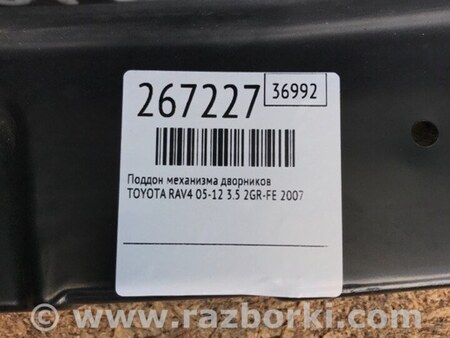 267227
36992
Поддон механизма дворников
TOYOTA RAV4 05-12 3.5 2GR-FE 2007
www.razborki.com